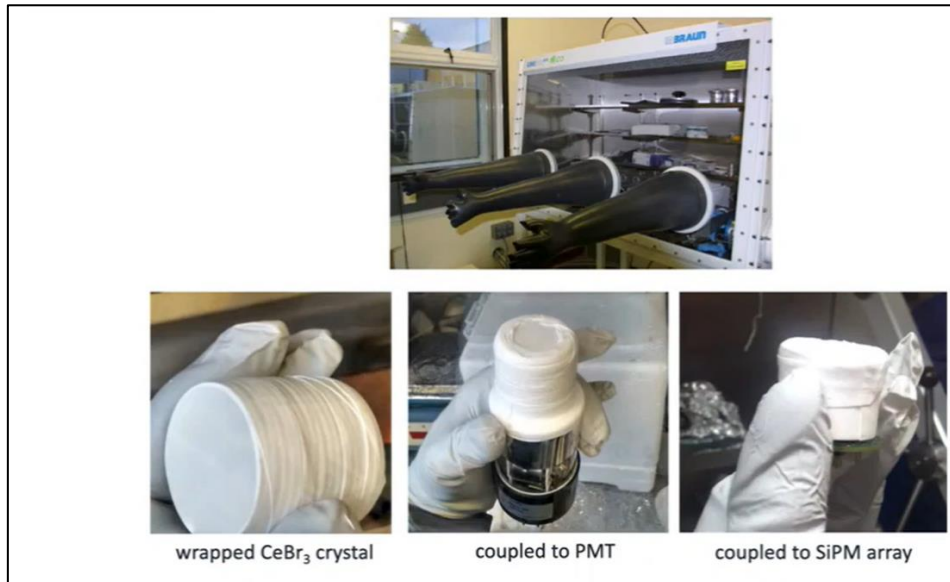 BRAUN
wrapped CeBr₃ crystal
coupled to PMT
coupled to SiPM array